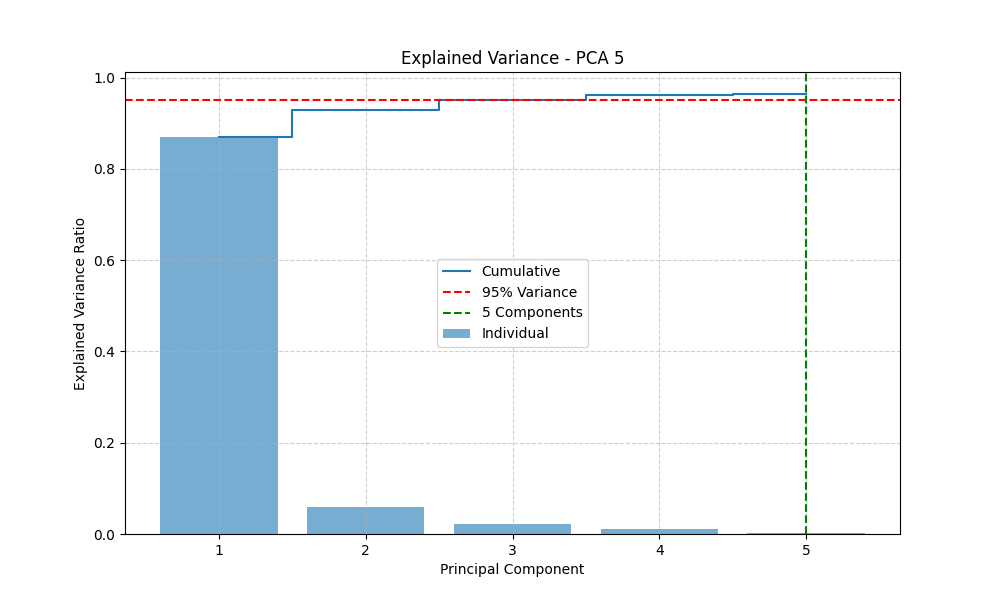 Explained Variance - PCA 5
1.0
0.8
0.6
0.4
0.2
0.0
Explained Variance Ratio
Cumulative
95% Variance
5 Components
Individual
1 2 3 4 5
Principal Component